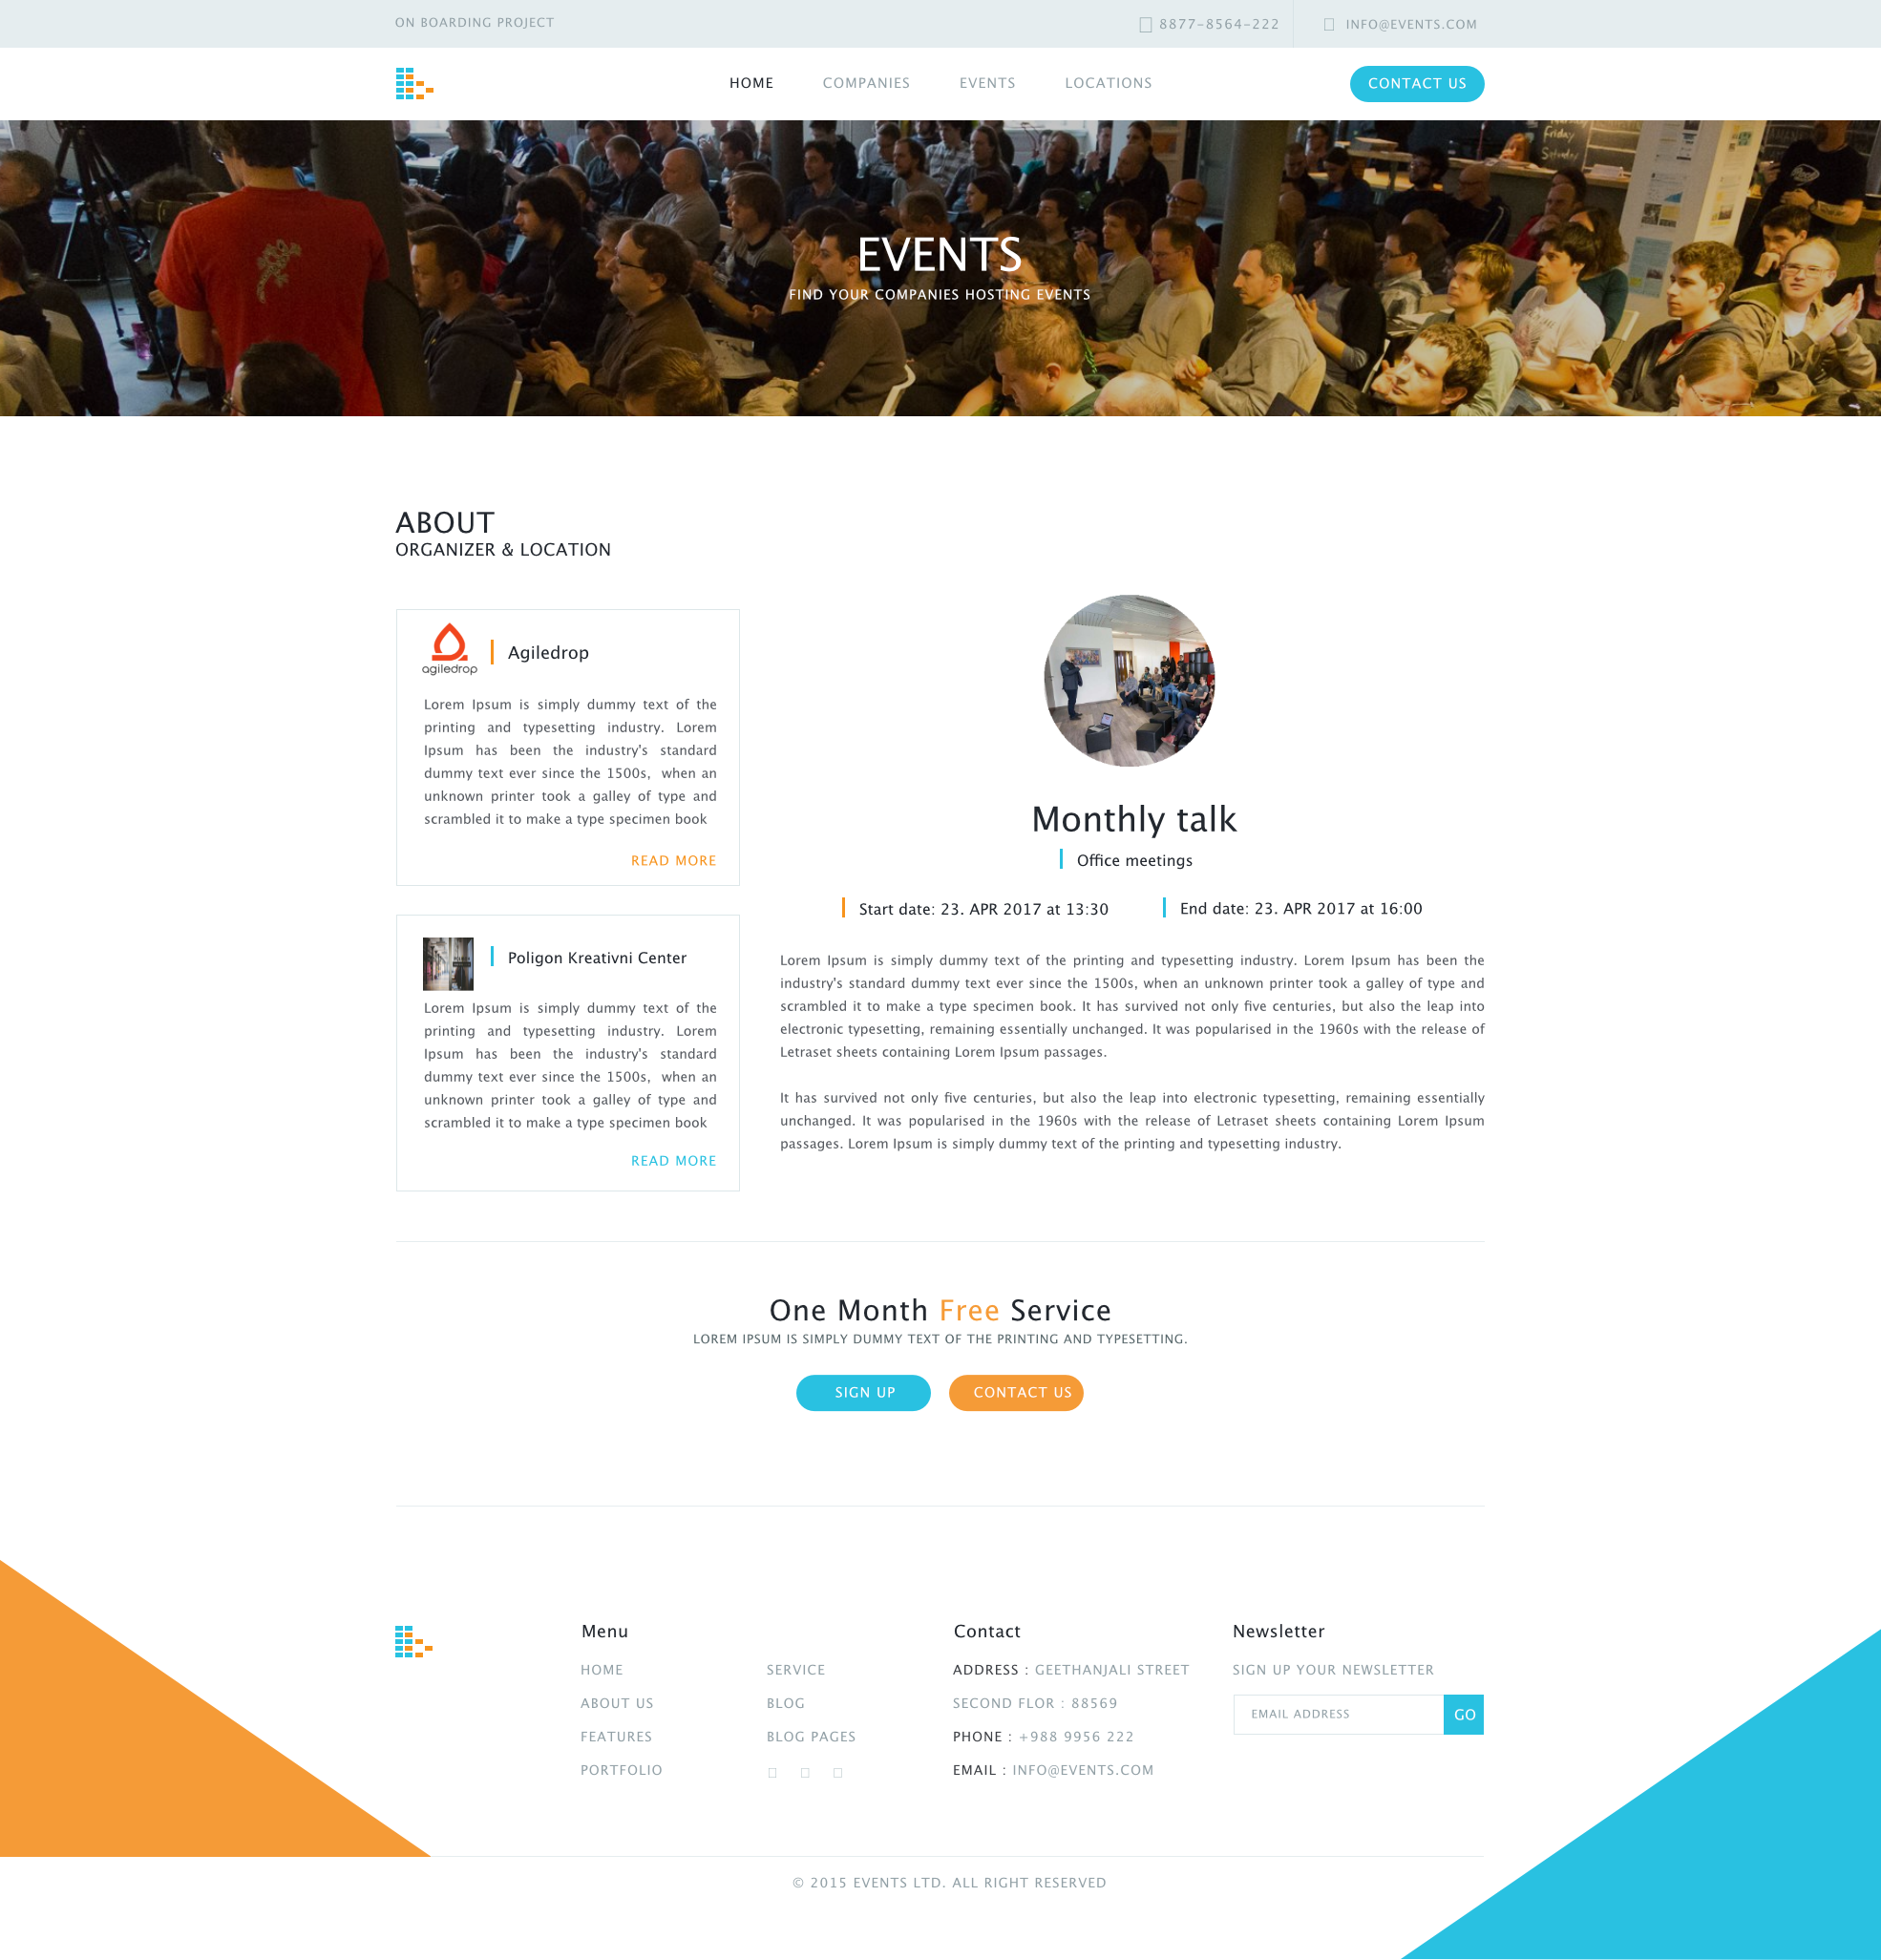 ON BOARDING PROJECT
8877-8564-222
INFO@EVENTS.COM
HOME
COMPANIES
EVENTS
LOCATIONS
CONTACT US
Friday
EVENTS
FIND YOUR COMPANIES HOSTING EVENTS
ABOUT
ORGANIZER & LOCATION
agiledrop
Agiledrop
Lorem Ipsum is simply dummy text of the
printing and typesetting industry. Lorem
Ipsum has been the industry's standard
dummy text ever since the 1500s, when an
unknown printer took a galley of type and
scrambled it to make a type specimen book
READ MORE
Poligon Kreativni Center
Lorem Ipsum is simply dummy text of the
printing and typesetting industry. Lorem
Ipsum has been the industry's standard
dummy text ever since the 1500s, when an
unknown printer took a galley of type and
scrambled it to make a type specimen book
READ MORE
Monthly talk
Office meetings
Start date: 23. APR 2017 at 13:30
End date: 23. APR 2017 at 16:00
Lorem Ipsum is simply dummy text of the printing and typesetting industry. Lorem Ipsum has been the
industry's standard dummy text ever since the 1500s, when an unknown printer took a galley of type and
scrambled it to make a type specimen book. It has survived not only five centuries, but also the leap into
electronic typesetting, remaining essentially unchanged. It was popularised in the 1960s with the release of
Letraset sheets containing Lorem Ipsum passages.
It has survived not only five centuries, but also the leap into electronic typesetting, remaining essentially
unchanged. It was popularised in the 1960s with the release of Letraset sheets containing Lorem Ipsum
passages. Lorem Ipsum is simply dummy text of the printing and typesetting industry.
One Month Free Service
LOREM IPSUM IS SIMPLY DUMMY TEXT OF THE PRINTING AND TYPESETTING.
SIGN UP
CONTACT US
Menu
HOME
ABOUT US
FEATURES
PORTFOLIO
SERVICE
BLOG
BLOG PAGES
Contact
ADDRESS : GEETHANJALI STREET
SECOND FLOR : 88569
PHONE : +988 9956 222
EMAIL : INFO@EVENTS.COM
Newsletter
SIGN UP YOUR NEWSLETTER
EMAIL ADDRESS
GO
© 2015 EVENTS LTD. ALL RIGHT RESERVED